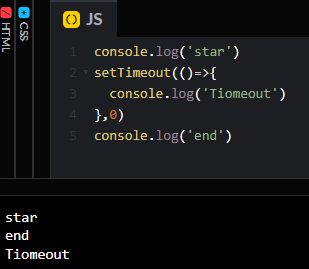 HTML
CSS
JS
1 console.log('star')
2 setTimeout(()=>{
3 console.log('Tiomeout')
4 },0)
5 console.log('end')
star
end
Tiomeout